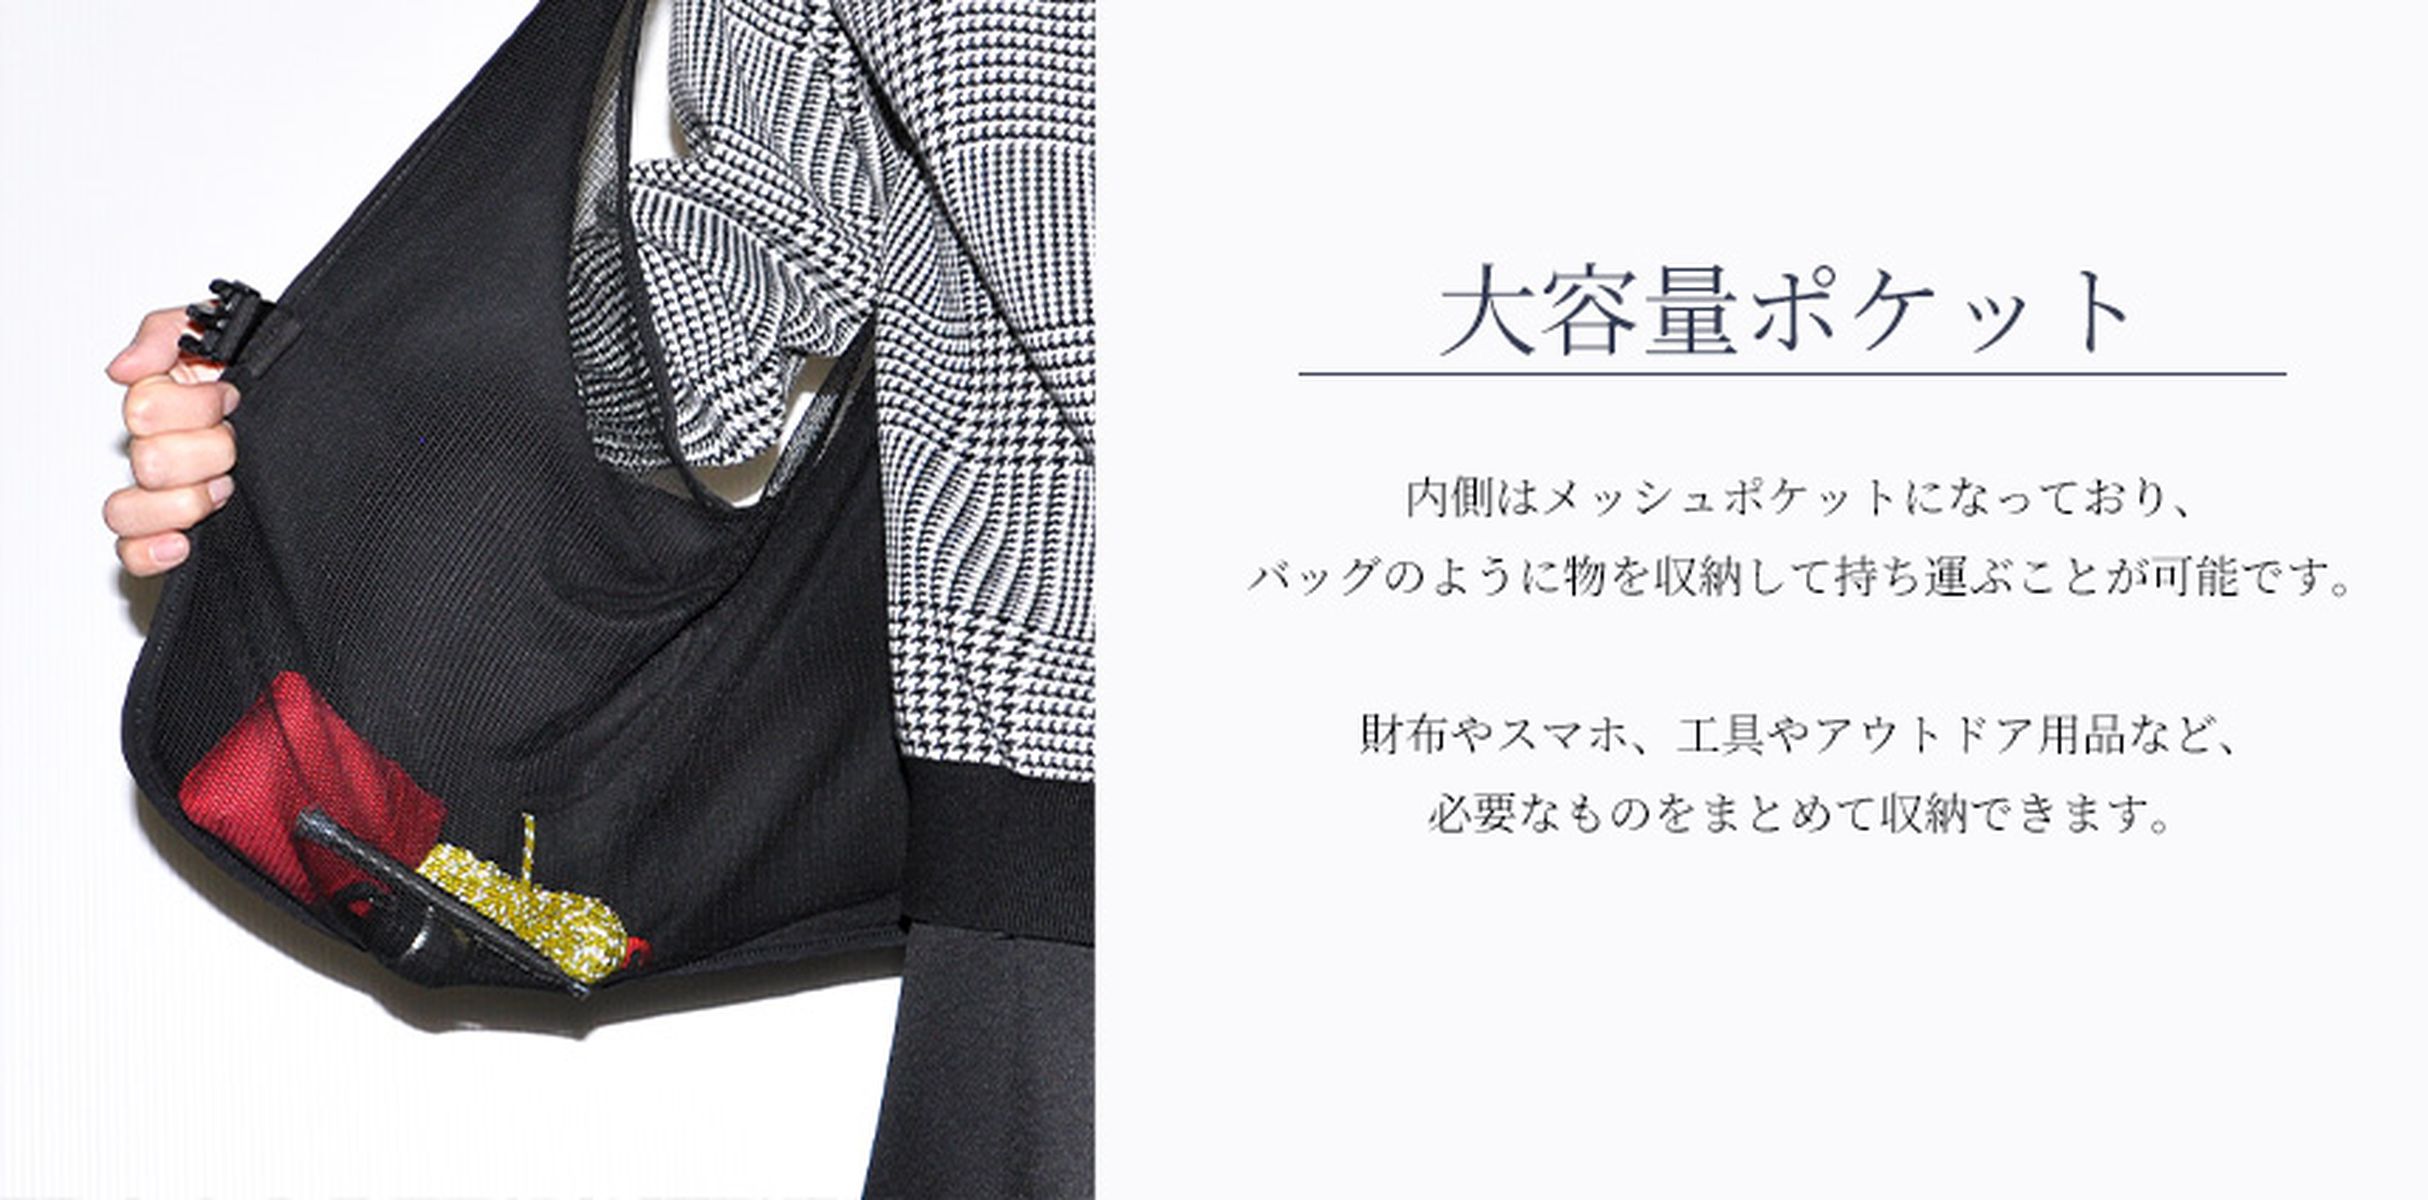 大容量ポケット
内側はメッシュポケットになっており、
バッグのように物を収納して持ち運ぶことが可能です。
財布やスマホ、工具やアウトドア用品など、
必要なものをまとめて収納できます。